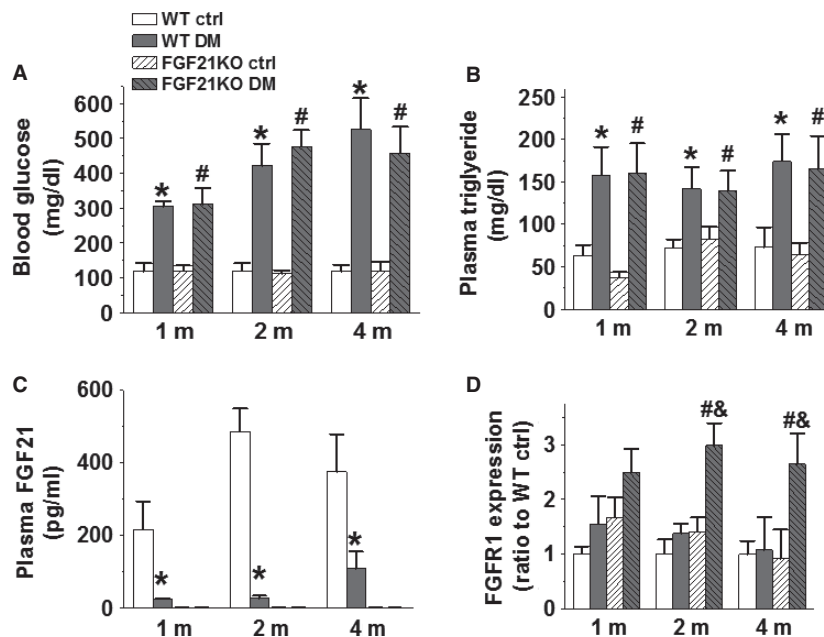 WT ctrl
WT DM
FGF21KO ctrl
FGF21KO DM
A
Blood glucose
(mg/dl)
600
500
400
300
200
100
0
* # * # * #
1 m 2 m 4 m
B
Plasma triglyeride
(mg/dl)
250
200
150
100
50
0
* # * # * #
1 m 2 m 4 m
C
Plasma FGF21
(pg/ml)
600
400
200
0
* * *
1 m 2 m 4 m
D
FGFR1 expression
(ratio to WT ctrl)
3
2
1
0
#& #&
1 m 2 m 4 m